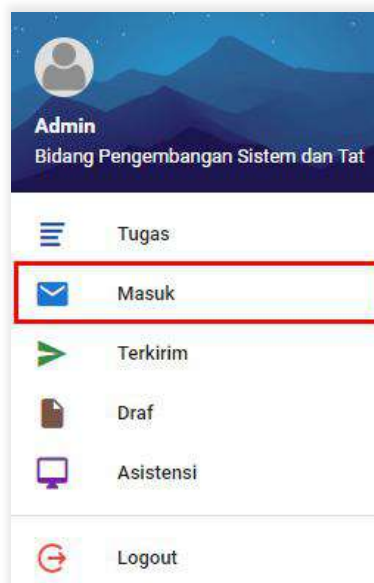 Admin
Bidang Pengembangan Sistem dan Tat
Tugas
Masuk
Terkirim
Draf
Asistensi
Logout